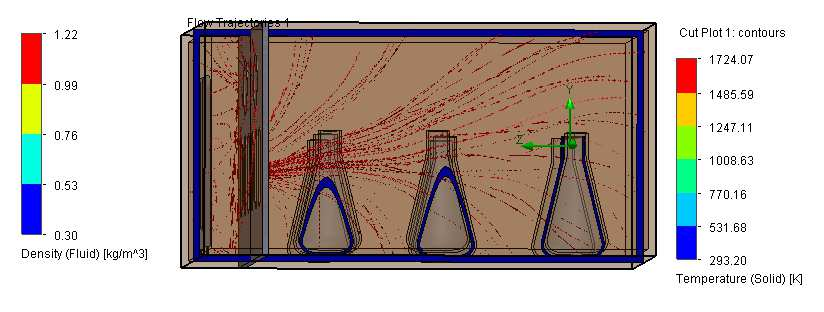 Flow Trajectories 1
1.22
0.99
0.76
0.53
0.30
Density (Fluid) [kg/m^3]
Y
Z
Cut Plot 1: contours
1724.07
1485.59
1247.11
1008.63
770.16
531.68
293.20
Temperature (Solid) [K]